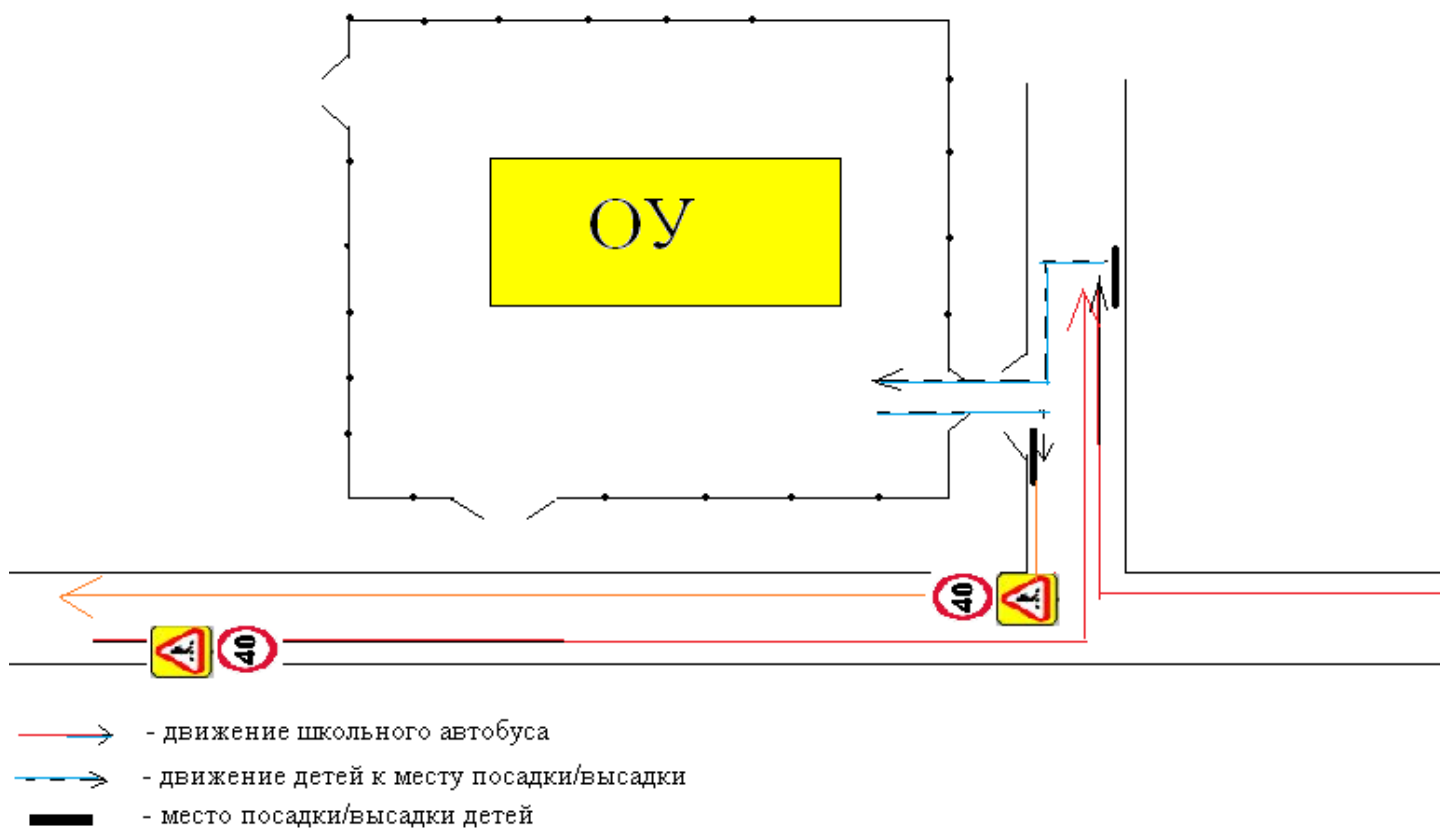 ОУ
40
40
- движение школьного автобуса
- движение детей к месту посадки/высадки
- место посадки/высадки детей